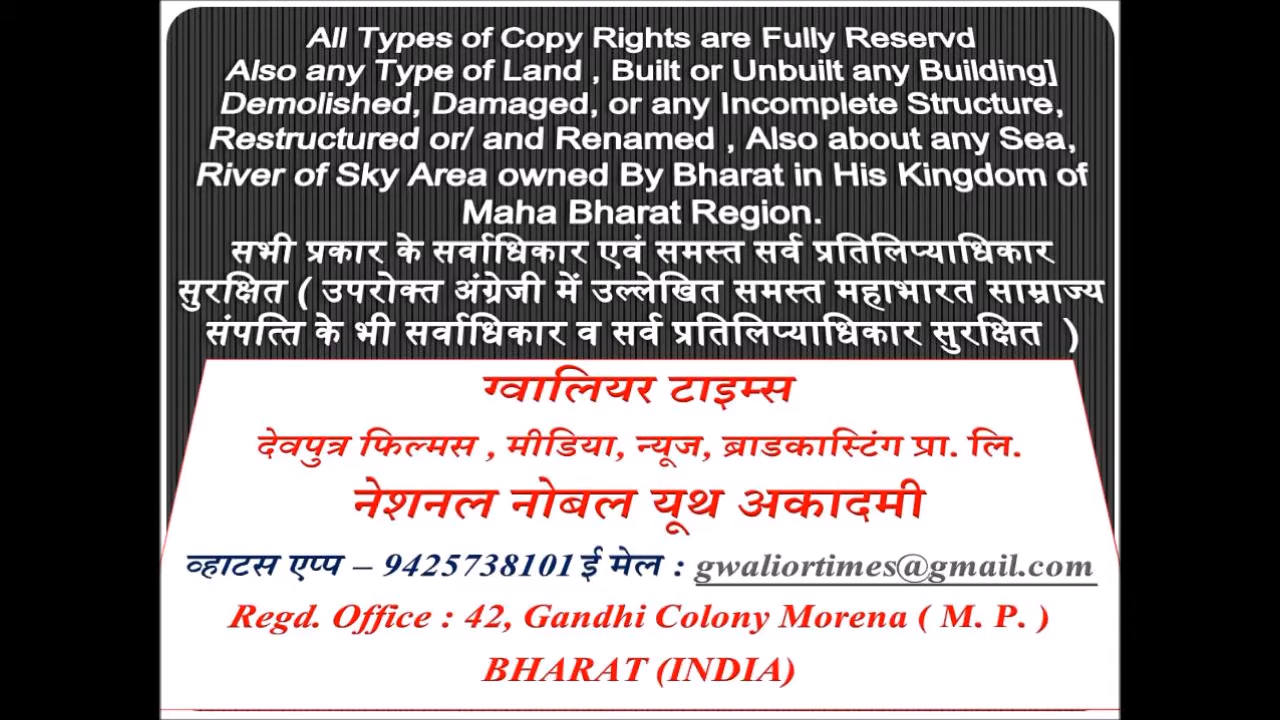 All Types of Copy Rights are Fully Reservd
Also any Type of Land , Built or Unbuilt any Building]
Demolished, Damaged, or any Incomplete Structure,
Restructured or/ and Renamed , Also about any Sea,
River of Sky Area owned By Bharat in His Kingdom of
Maha Bharat Region.
सभी प्रकार के सर्वाधिकार एवं समस्त सर्व प्रतिलिप्याधिकार
सुरक्षित ( उपरोक्त अंग्रेजी में उल्लेखित समस्त महाभारत साम्राज्य
संपत्ति के भी सर्वाधिकार व सर्व प्रतिलिप्याधिकार सुरक्षित )
ग्वालियर टाइम्स
देवपुत्र फिल्मस , मीडिया, न्यूज, ब्राडकास्टिंग प्रा. लि.
नेशनल नोबल यूथ अकादमी
व्हाटस एप्प – 9425738101 ई मेल : gwaliortimes@gmail.com
Regd. Office : 42, Gandhi Colony Morena ( M. P. )
BHARAT (INDIA)